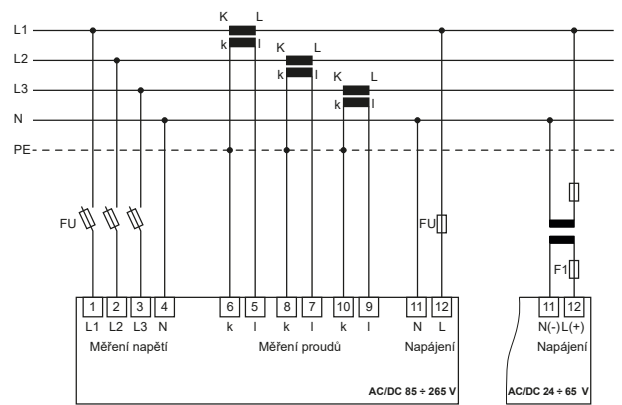 K L
L1
k l
K L
L2
k l
K L
L3
k l
N
PE
FU FU
F1
1 2 3 4 6 5 8 7 10 9 11 12 11 12
L1 L2 L3 N k l k l k l N L N(-) L(+)
Měření napětí Měření proudů Napájení Napájení
AC/DC 85 ÷ 265 V AC/DC 24 ÷ 65 V